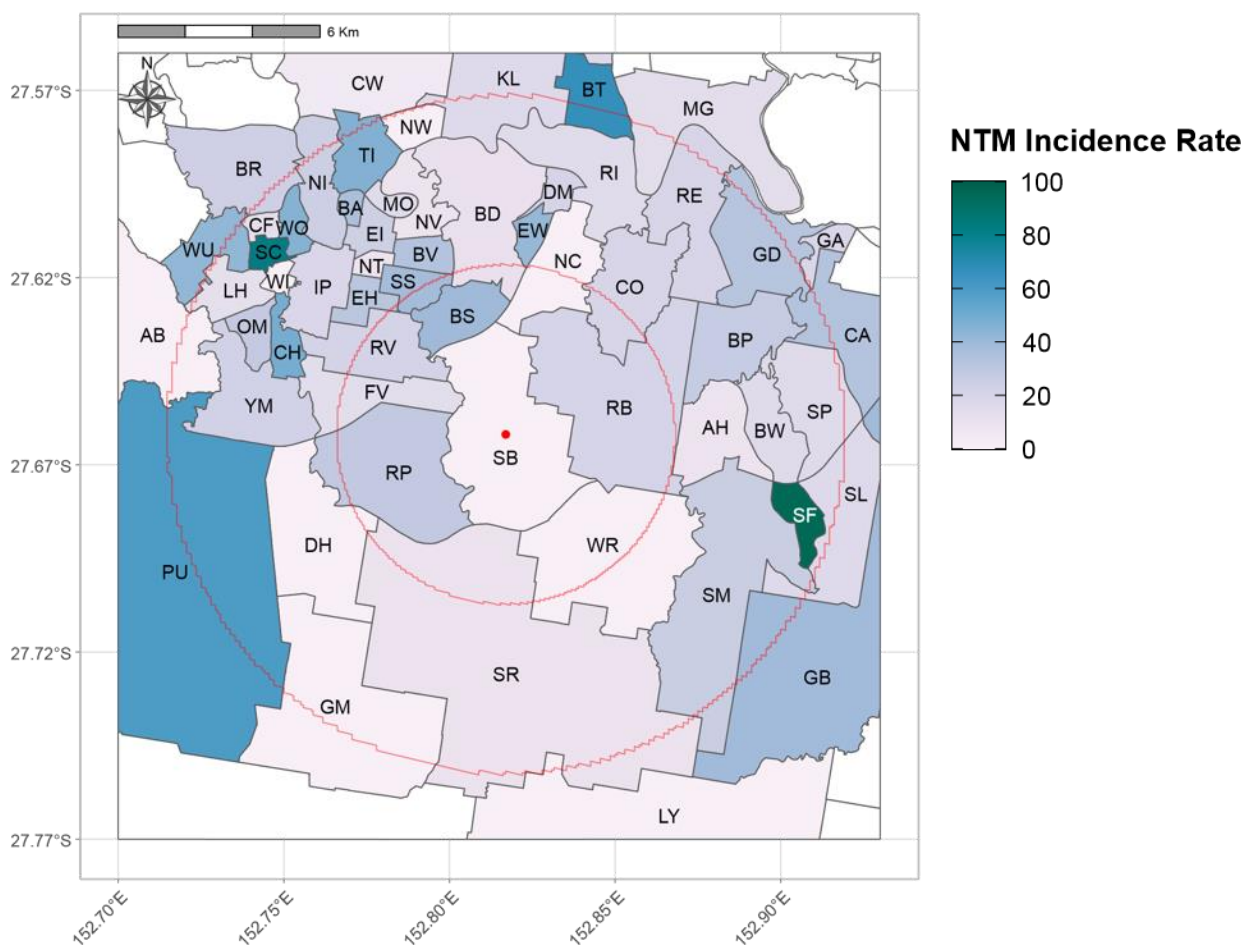 6 Km
N
27.57°S
27.62°S
27.67°S
27.72°S
27.77°S
152.70°E
152.75°E
152.80°E
152.85°E
152.90°E
CW
KL
BT
MG
NW
TI
BR
NI
RI
DM
RE
MO
BA
NV
BD
CF
WO
EI
EW
GA
WU
SC
BV
NC
GD
NT
WI
IP
SS
LH
EH
CO
BS
OM
AB
CH
RV
BP
CA
FV
YM
RB
SP
AH
BW
SB
RP
SL
SF
DH
WR
PU
SM
SR
GB
GM
LY
NTM Incidence Rate
100
80
60
40
20
0